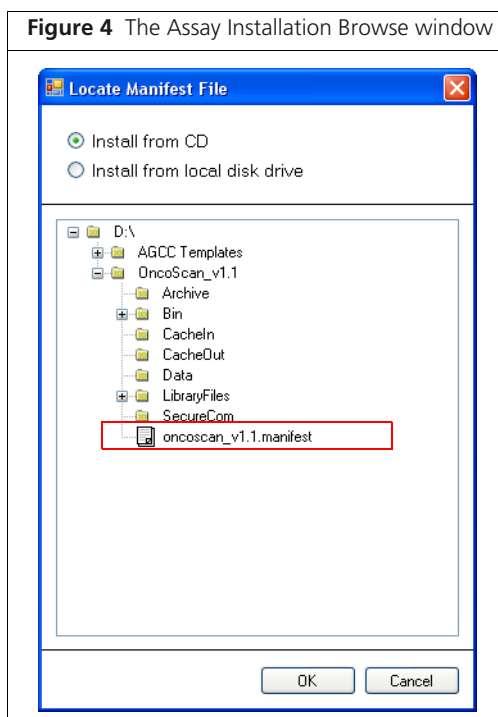 Figure 4 The Assay Installation Browse window
Locate Manifest File
Install from CD
Install from local disk drive
D:\
AGCC Templates
OncoScan_v1.1
Archive
Bin
CacheIn
CacheOut
Data
LibraryFiles
SecureCom
oncoscan_v1.1.manifest
OK Cancel